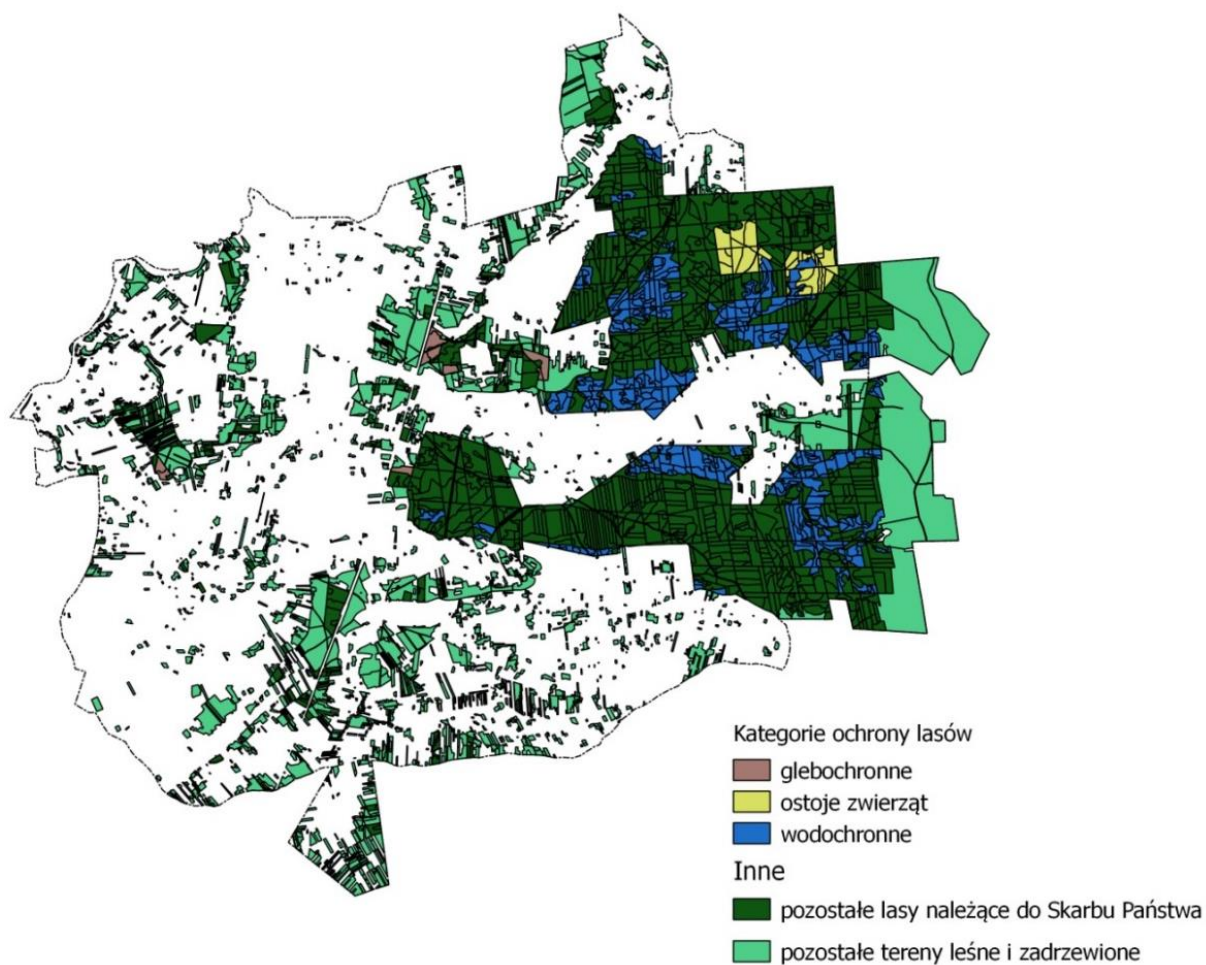 Kategorie ochrony lasów
glebochronne
ostoje zwierząt
wodochronne
Inne
pozostałe lasy należące do Skarbu Państwa
pozostałe tereny leśne i zadrzewione